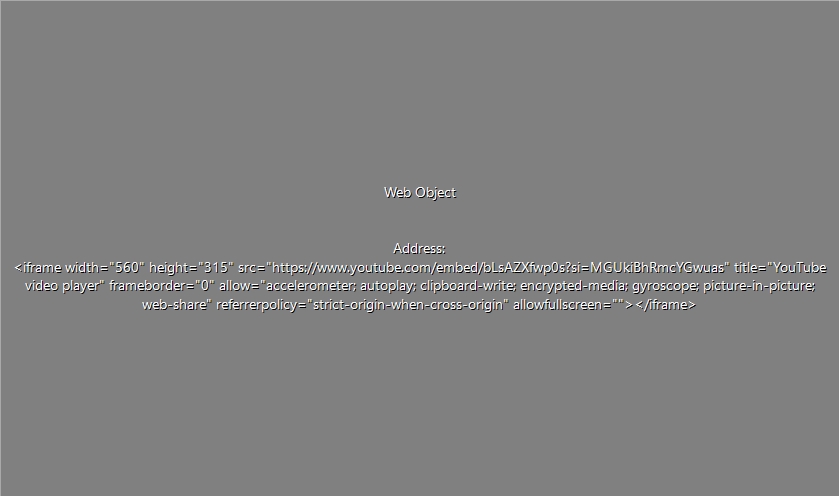 Web Object
Address:
<iframe width="560" height="315" src="https://www.youtube.com/embed/bLsAZXfwp0s?si=MGUkiBhRmcYGwuas" title="YouTube
video player" frameborder="0" allow="accelerometer; autoplay; clipboard-write; encrypted-media; gyroscope; picture-in-picture;
web-share" referrerpolicy="strict-origin-when-cross-origin" allowfullscreen=""></iframe>